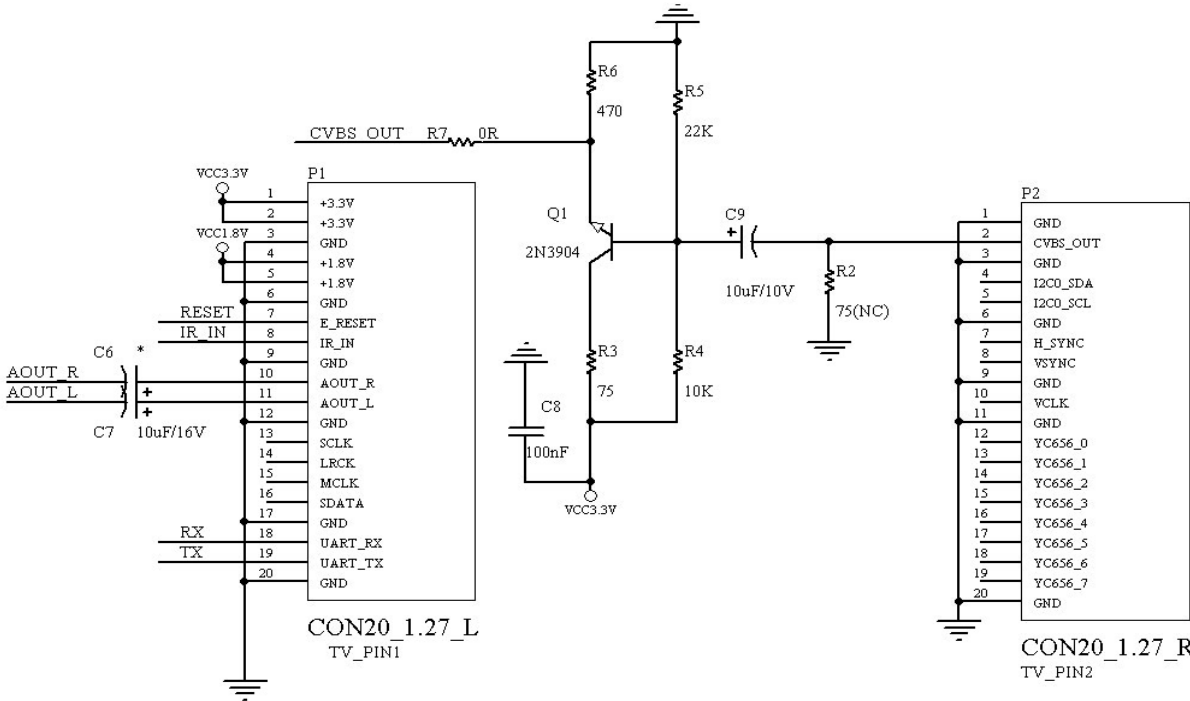 R6
470
R5
22K
CVBS_OUT R7 0R
VCC3.3V
P1
1 +3.3V
2 +3.3V
3 GND
VCC1.8V
4 +1.8V
5 +1.8V
6 GND
RESET 7 E_RESET
IR_IN 8 IR_IN
9 GND
C6 *
AOUT_R 10 AOUT_R
AOUT_L + 11 AOUT_L
+
C7 10uF/16V
12 GND
13 SCLK
14 LRCK
15 MCLK
16 SDATA
17 GND
RX 18 UART_RX
TX 19 UART_TX
20 GND
CON20_1.27_L
TV_PIN1
Q1
2N3904
C9
+
10uF/10V
R2
75(NC)
R3
75
R4
10K
C8
100nF
VCC3.3V
P2
1 GND
2 CVBS_OUT
3 GND
4 I2C0_SDA
5 I2C0_SCL
6 GND
7 H_SYNC
8 VSYNC
9 GND
10 VCLK
11 GND
12 YC656_0
13 YC656_1
14 YC656_2
15 YC656_3
16 YC656_4
17 YC656_5
18 YC656_6
19 YC656_7
20 GND
CON20_1.27_R
TV_PIN2